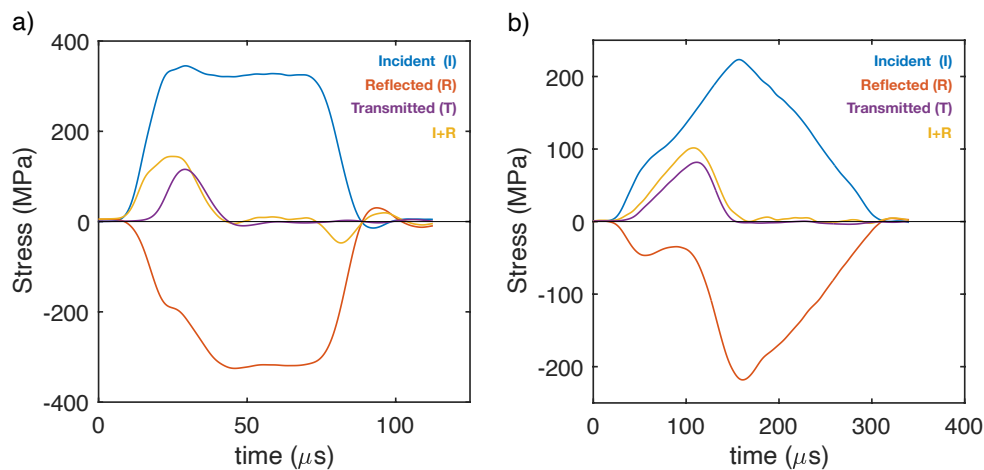 a)
400
200
0
-200
-400
Stress (MPa)
0
50
100
time (μs)
Incident (I)
Reflected (R)
Transmitted (T)
I+R
b)
200
100
0
-100
-200
Stress (MPa)
0
100
200
300
400
time (μs)
Incident (I)
Reflected (R)
Transmitted (T)
I+R